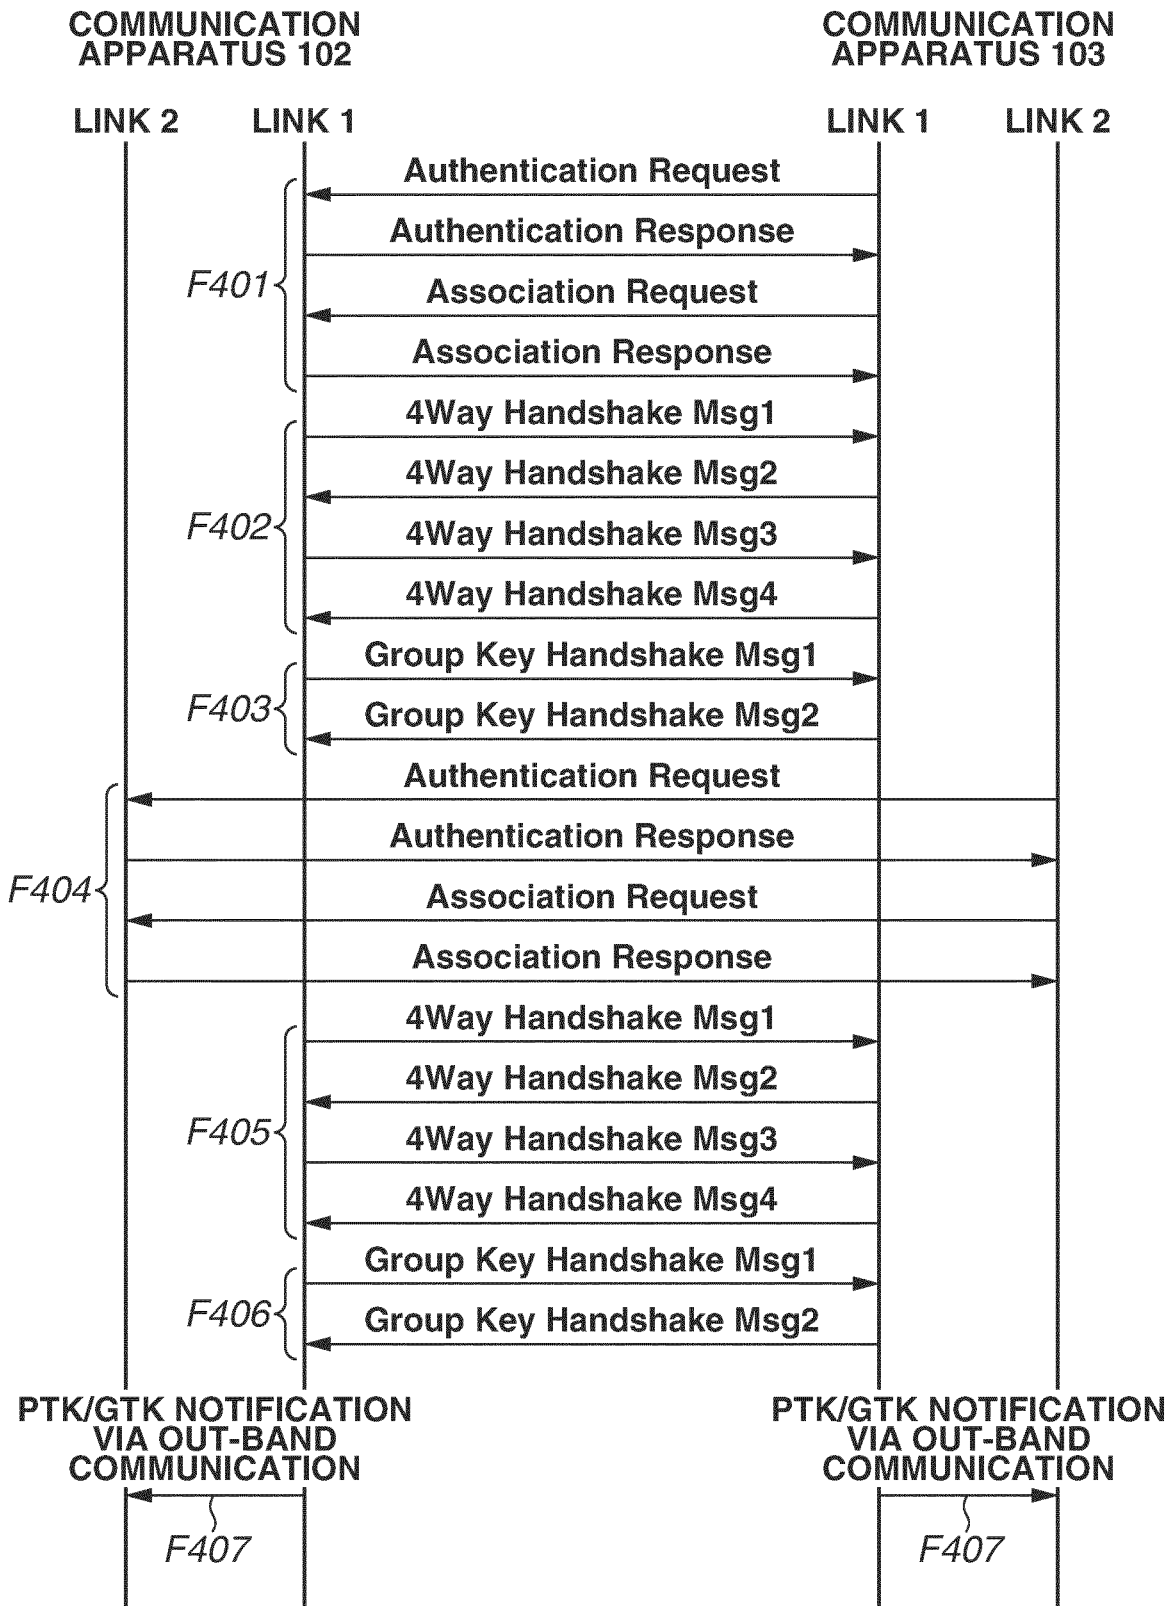 COMMUNICATION
APPARATUS 102
COMMUNICATION
APPARATUS 103
LINK 2
LINK 1
LINK 1
LINK 2
Authentication Request
Authentication Response
F401
Association Request
Association Response
4Way Handshake Msg1
4Way Handshake Msg2
F402
4Way Handshake Msg3
4Way Handshake Msg4
Group Key Handshake Msg1
F403
Group Key Handshake Msg2
Authentication Request
Authentication Response
F404
Association Request
Association Response
4Way Handshake Msg1
4Way Handshake Msg2
F405
4Way Handshake Msg3
4Way Handshake Msg4
Group Key Handshake Msg1
F406
Group Key Handshake Msg2
PTK/GTK NOTIFICATION
VIA OUT-BAND
COMMUNICATION
PTK/GTK NOTIFICATION
VIA OUT-BAND
COMMUNICATION
F407
F407